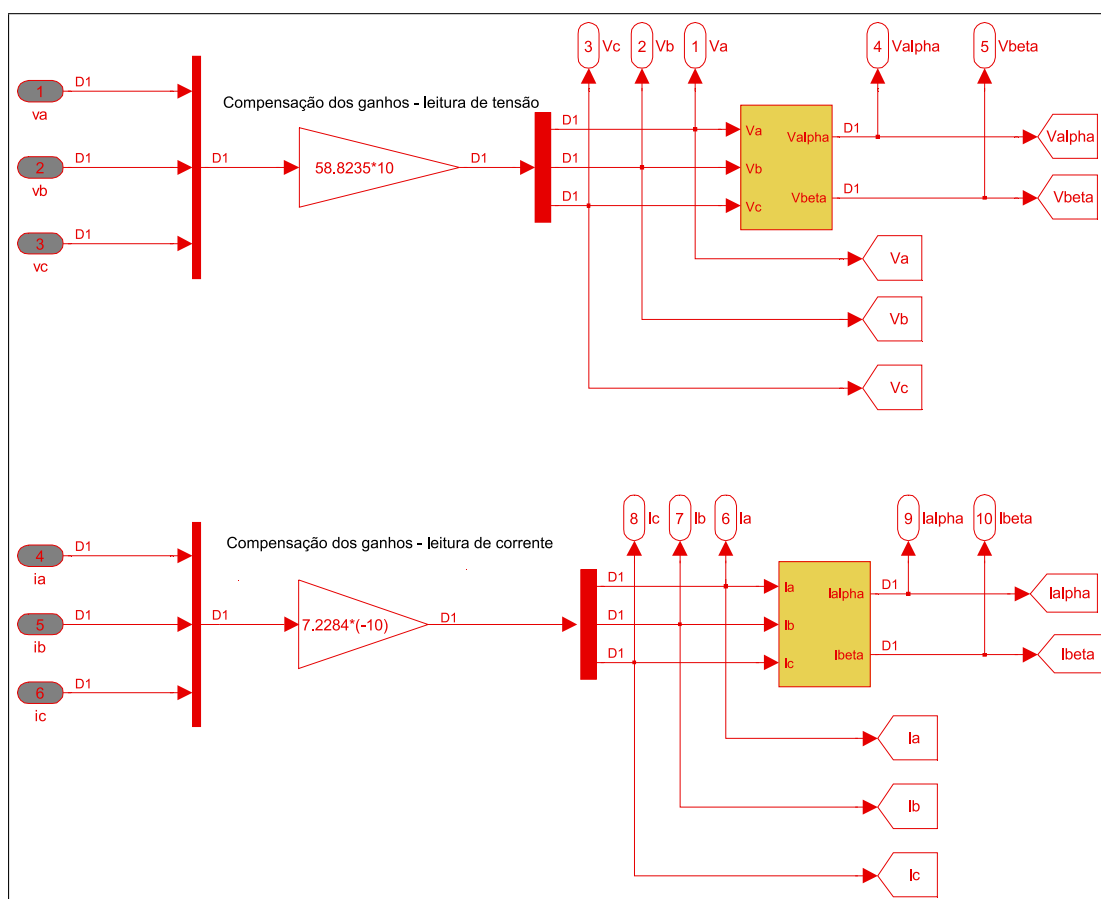 3 Vc 2 Vb 1 Va 4 Valpha 5 Vbeta
D1
1
va
D1
2
vb
D1
3
vc
D1
Compensação dos ganhos - leitura de tensão
58.8235*10
D1
D1
D1
D1
Va
Vb
Vc
Valpha
Vbeta
D1
D1
Valpha
Vbeta
Va
Vb
Vc
8 Ic 7 Ib 6 Ia 9 Ialpha 10 Ibeta
D1
4
ia
D1
5
ib
D1
6
ic
D1
Compensação dos ganhos - leitura de corrente
7.2284*(-10)
D1
D1
D1
D1
Ia
Ib
Ic
Ialpha
Ibeta
D1
D1
Ialpha
Ibeta
Ia
Ib
Ic